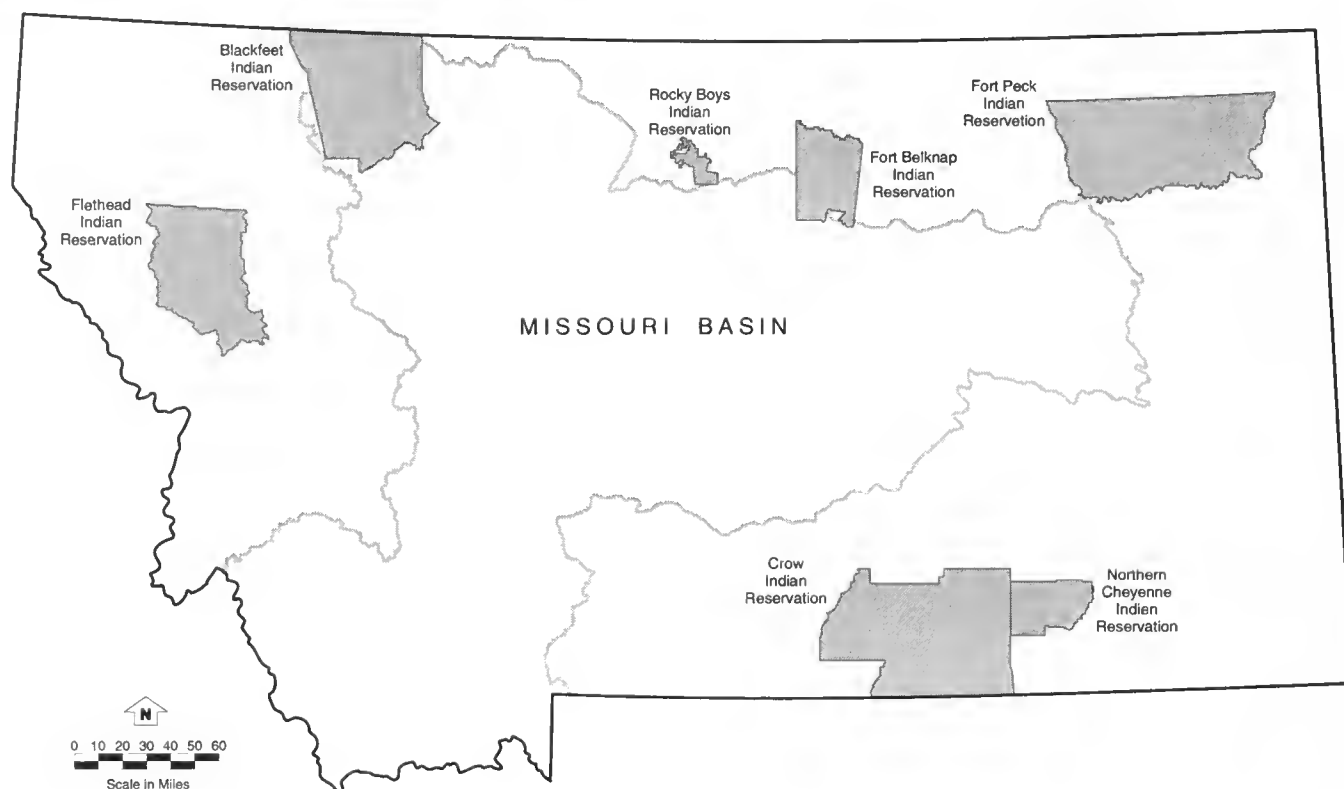 Blackfeet
Indian
Reservation
Rocky Boys
Indian
Reservation
Fort Peck
Indian
Reservetion
Fort Belknap
Indian
Reservation
Flethead
Indian
Reservation
MISSOURI BASIN
Crow
Indian
Reservation
Northern
Cheyenne
Indien
Reservation
N
0 10 20 30 40 50 60
Scale in Miles